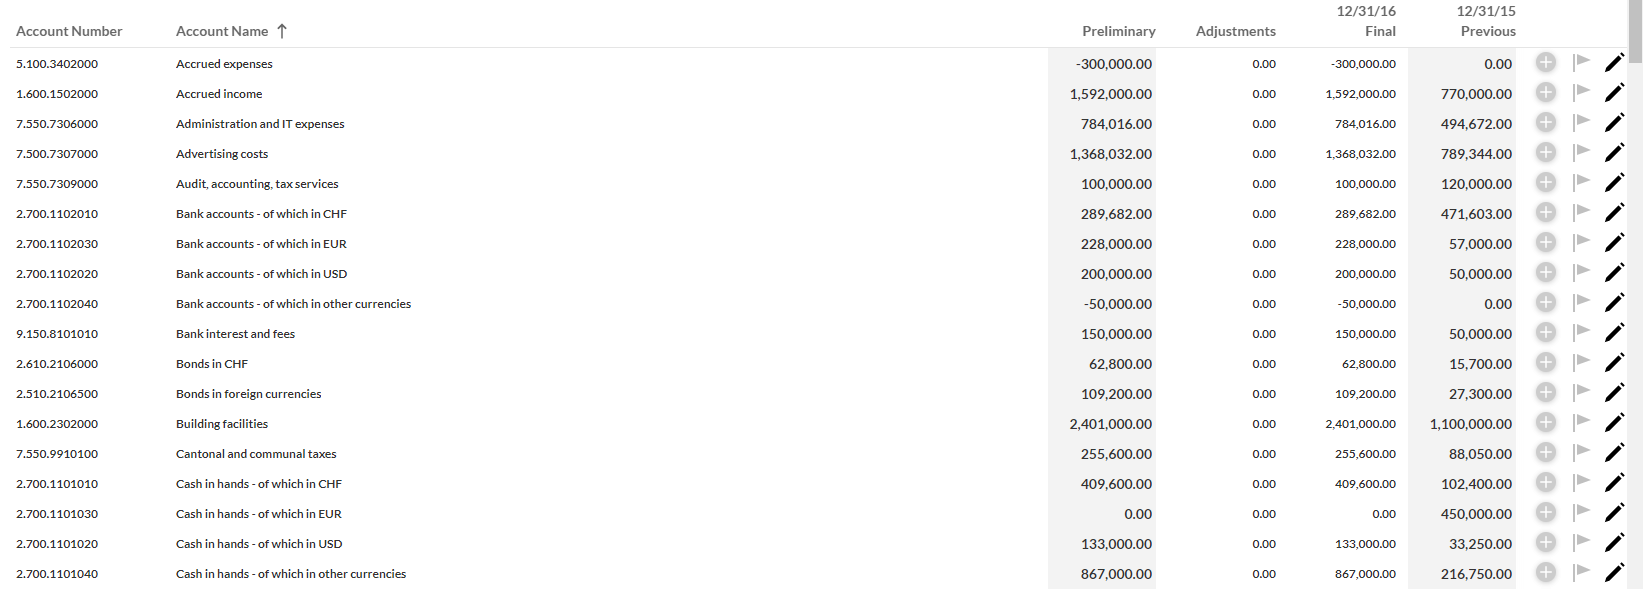 12/31/16 12/31/15
Account Number Account Name Preliminary Adjustments Final Previous
5.100.3402000 Accrued expenses -300,000.00 0.00 -300,000.00 0.00
1.600.1502000 Accrued income 1,592,000.00 0.00 1,592,000.00 770,000.00
7.550.7306000 Administration and IT expenses 784,016.00 0.00 784,016.00 494,672.00
7.500.7307000 Advertising costs 1,368,032.00 0.00 1,368,032.00 789,344.00
7.550.7309000 Audit, accounting, tax services 100,000.00 0.00 100,000.00 120,000.00
2.700.1102010 Bank accounts - of which in CHF 289,682.00 0.00 289,682.00 471,603.00
2.700.1102030 Bank accounts - of which in EUR 228,000.00 0.00 228,000.00 57,000.00
2.700.1102020 Bank accounts - of which in USD 200,000.00 0.00 200,000.00 50,000.00
2.700.1102040 Bank accounts - of which in other currencies -50,000.00 0.00 -50,000.00 0.00
9.150.8101010 Bank interest and fees 150,000.00 0.00 150,000.00 50,000.00
2.610.2106000 Bonds in CHF 62,800.00 0.00 62,800.00 15,700.00
2.510.2106500 Bonds in foreign currencies 109,200.00 0.00 109,200.00 27,300.00
1.600.2302000 Building facilities 2,401,000.00 0.00 2,401,000.00 1,100,000.00
7.550.9910100 Cantonal and communal taxes 255,600.00 0.00 255,600.00 88,050.00
2.700.1101010 Cash in hands - of which in CHF 409,600.00 0.00 409,600.00 102,400.00
2.700.1101030 Cash in hands - of which in EUR 0.00 0.00 0.00 450,000.00
2.700.1101020 Cash in hands - of which in USD 133,000.00 0.00 133,000.00 33,250.00
2.700.1101040 Cash in hands - of which in other currencies 867,000.00 0.00 867,000.00 216,750.00